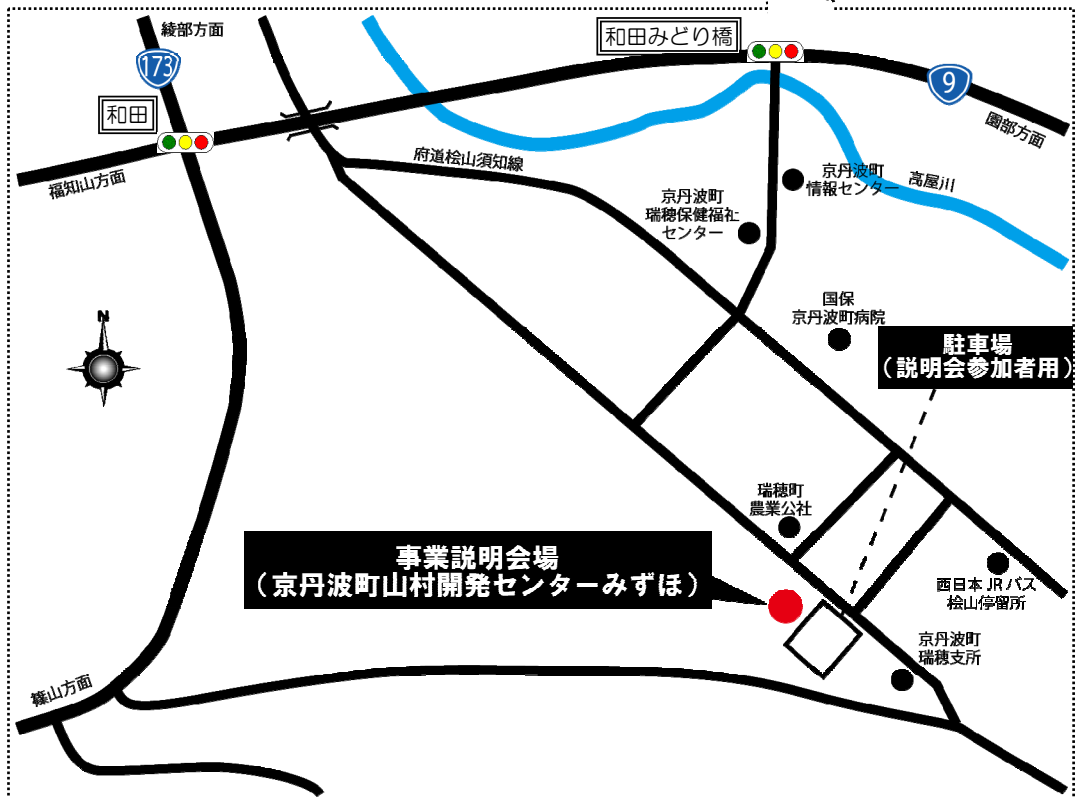 綾部方面
和田みどり橋
173
9
和田
園部方面
福知山方面
府道桧山須知線
京丹波町
情報センター
高屋川
京丹波町
瑞穂保健福祉
センター
国保
京丹波町病院
駐車場
（説明会参加者用）
N
瑞穂町
農業公社
事業説明会場
（京丹波町山村開発センターみずほ）
西日本JRバス
桧山停留所
京丹波町
瑞穂支所
篠山方面